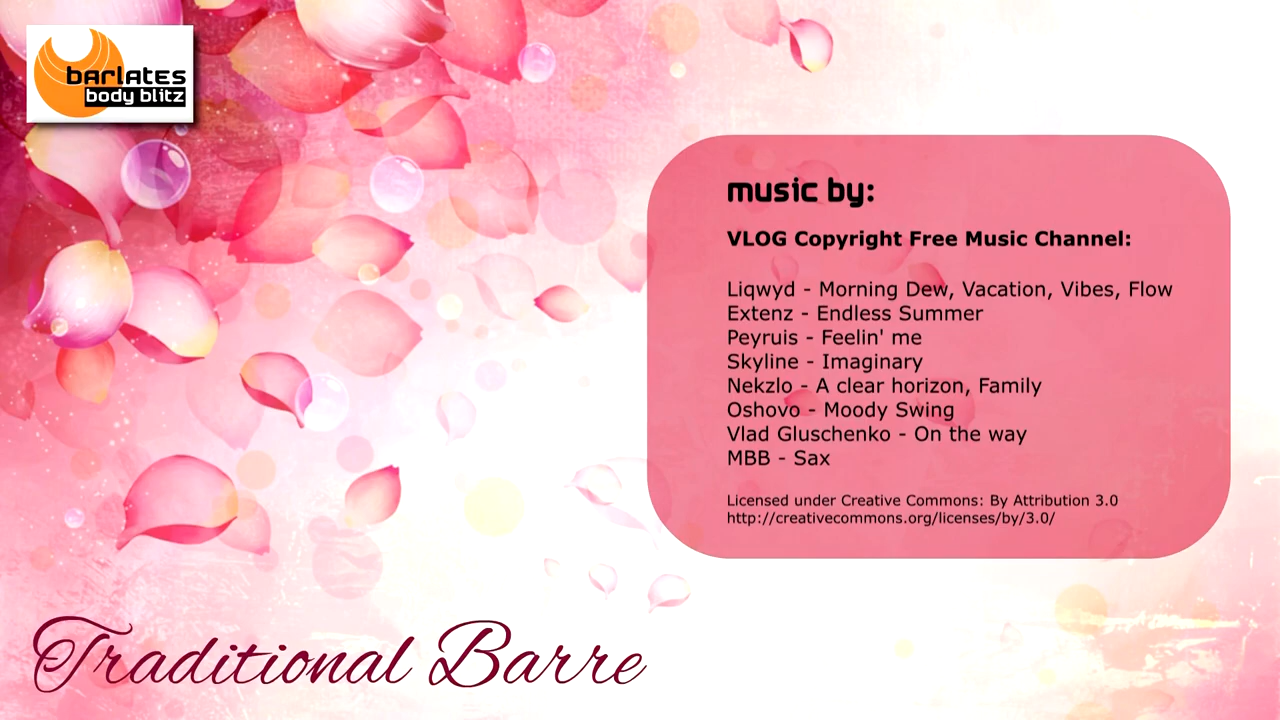 barlates
body blitz
music by:
VLOG Copyright Free Music Channel:
Liqwyd - Morning Dew, Vacation, Vibes, Flow
Extenz - Endless Summer
Peyruis - Feelin' me
Skyline - Imaginary
Nekzlo - A clear horizon, Family
Oshovo - Moody Swing
Vlad Gluschenko - On the way
MBB - Sax
Licensed under Creative Commons: By Attribution 3.0
http://creativecommons.org/licenses/by/3.0/
Traditional Barre